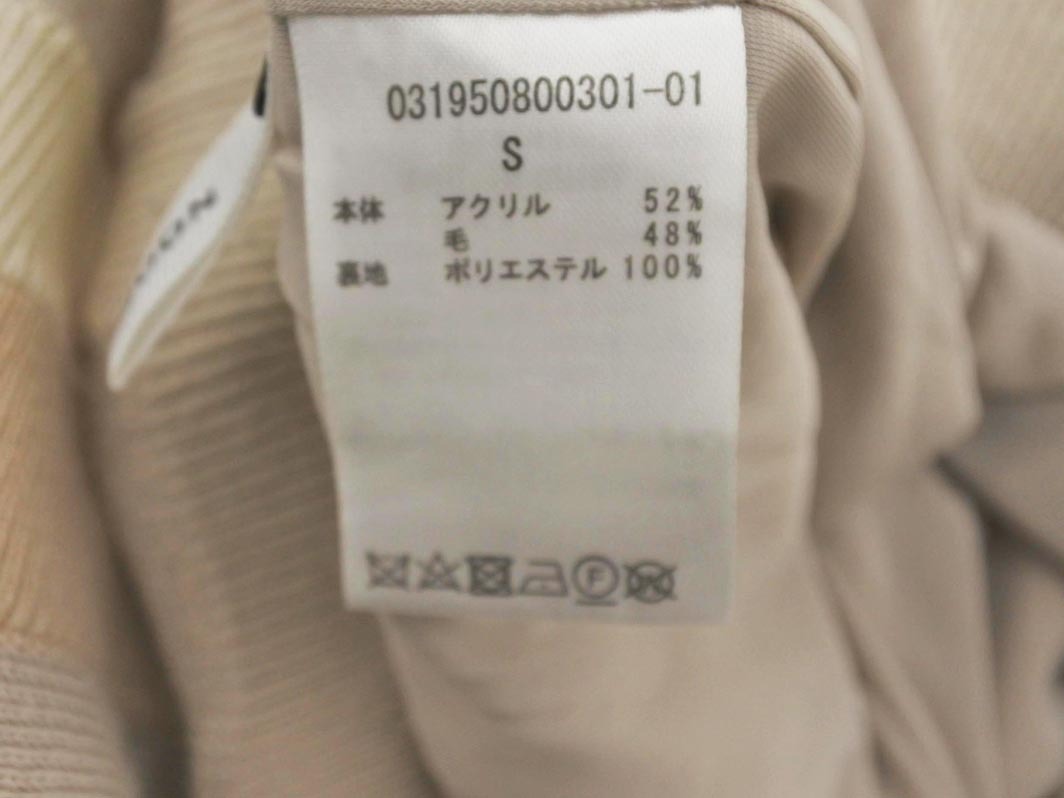 031950800301-01
S
本体 アクリル 52%
毛 48%
裏地 ポリエステル 100%
F